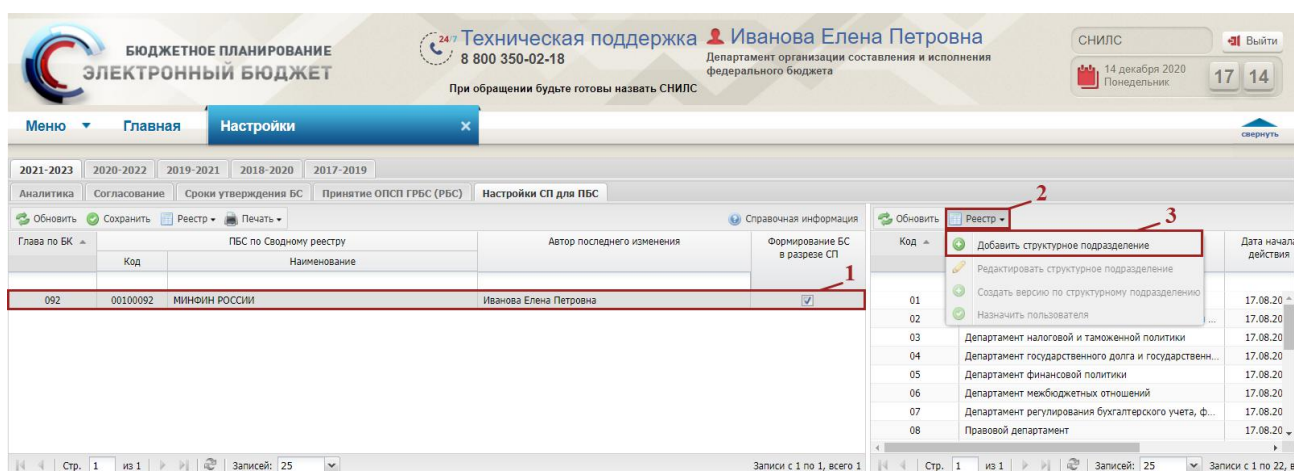 БЮДЖЕТНОЕ ПЛАНИРОВАНИЕ
ЭЛЕКТРОННЫЙ БЮДЖЕТ
24/7 Техническая поддержка
8 800 350-02-18
При обращении будьте готовы назвать СНИЛС
Иванова Елена Петровна
Департамент организации составления и исполнения
федерального бюджета
СНИЛС
Выйти
14 декабря 2020
Понедельник
17 14
Меню Главная Настройки
свернуть
2021-2023 2020-2022 2019-2021 2018-2020 2017-2019
Аналитика Согласование Сроки утверждения БС Принятие ОПСП ГРБС (РБС) Настройки СП для ПБС
2
Обновить Сохранить Реестр Печать Справочная информация
Обновить Реестр
3
Глава по БК ПБС по Сводному реестру Автор последнего изменения Формирование БС
в разрезе СП
Код Наименование
1
092 00100092 МИНФИН РОССИИ Иванова Елена Петровна
Код Дата начала
действия
Добавить структурное подразделение
Редактировать структурное подразделение
Создать версию по структурному подразделению
Назначить пользователя
01 17.08.20
02 ) ... 17.08.20
03 Департамент налоговой и таможенной политики 17.08.20
04 Департамент государственного долга и государственн... 17.08.20
05 Департамент финансовой политики 17.08.20
06 Департамент межбюджетных отношений 17.08.20
07 Департамент регулирования бухгалтерского учета, ф... 17.08.20
08 Правовой департамент 17.08.20
Стр. 1 из 1 Записей: 25 Записи с 1 по 1, всего 1
Стр. 1 из 1 Записей: 25 Записи с 1 по 22, в